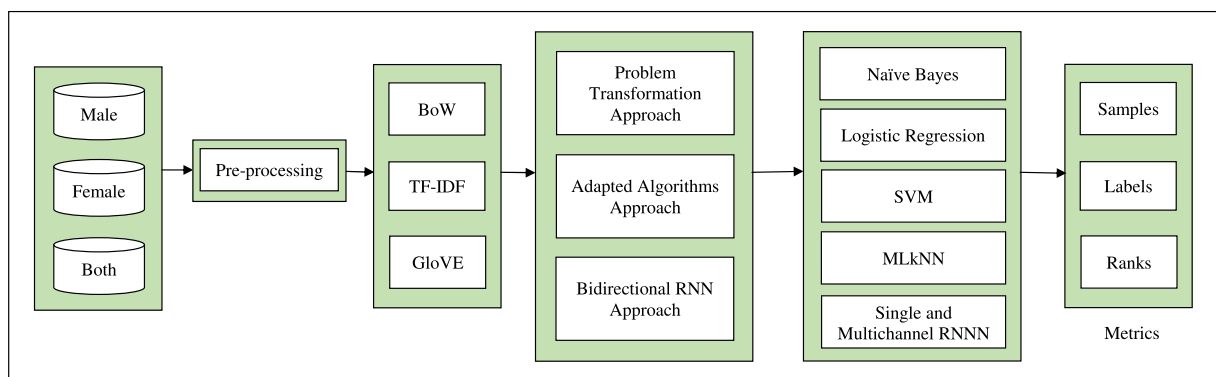 Male
Female
Both
Pre-processing
BoW
TF-IDF
GloVE
Problem
Transformation
Approach
Adapted Algorithms
Approach
Bidirectional RNN
Approach
Naïve Bayes
Logistic Regression
SVM
MLkNN
Single and
Multichannel RNNN
Samples
Labels
Ranks
Metrics